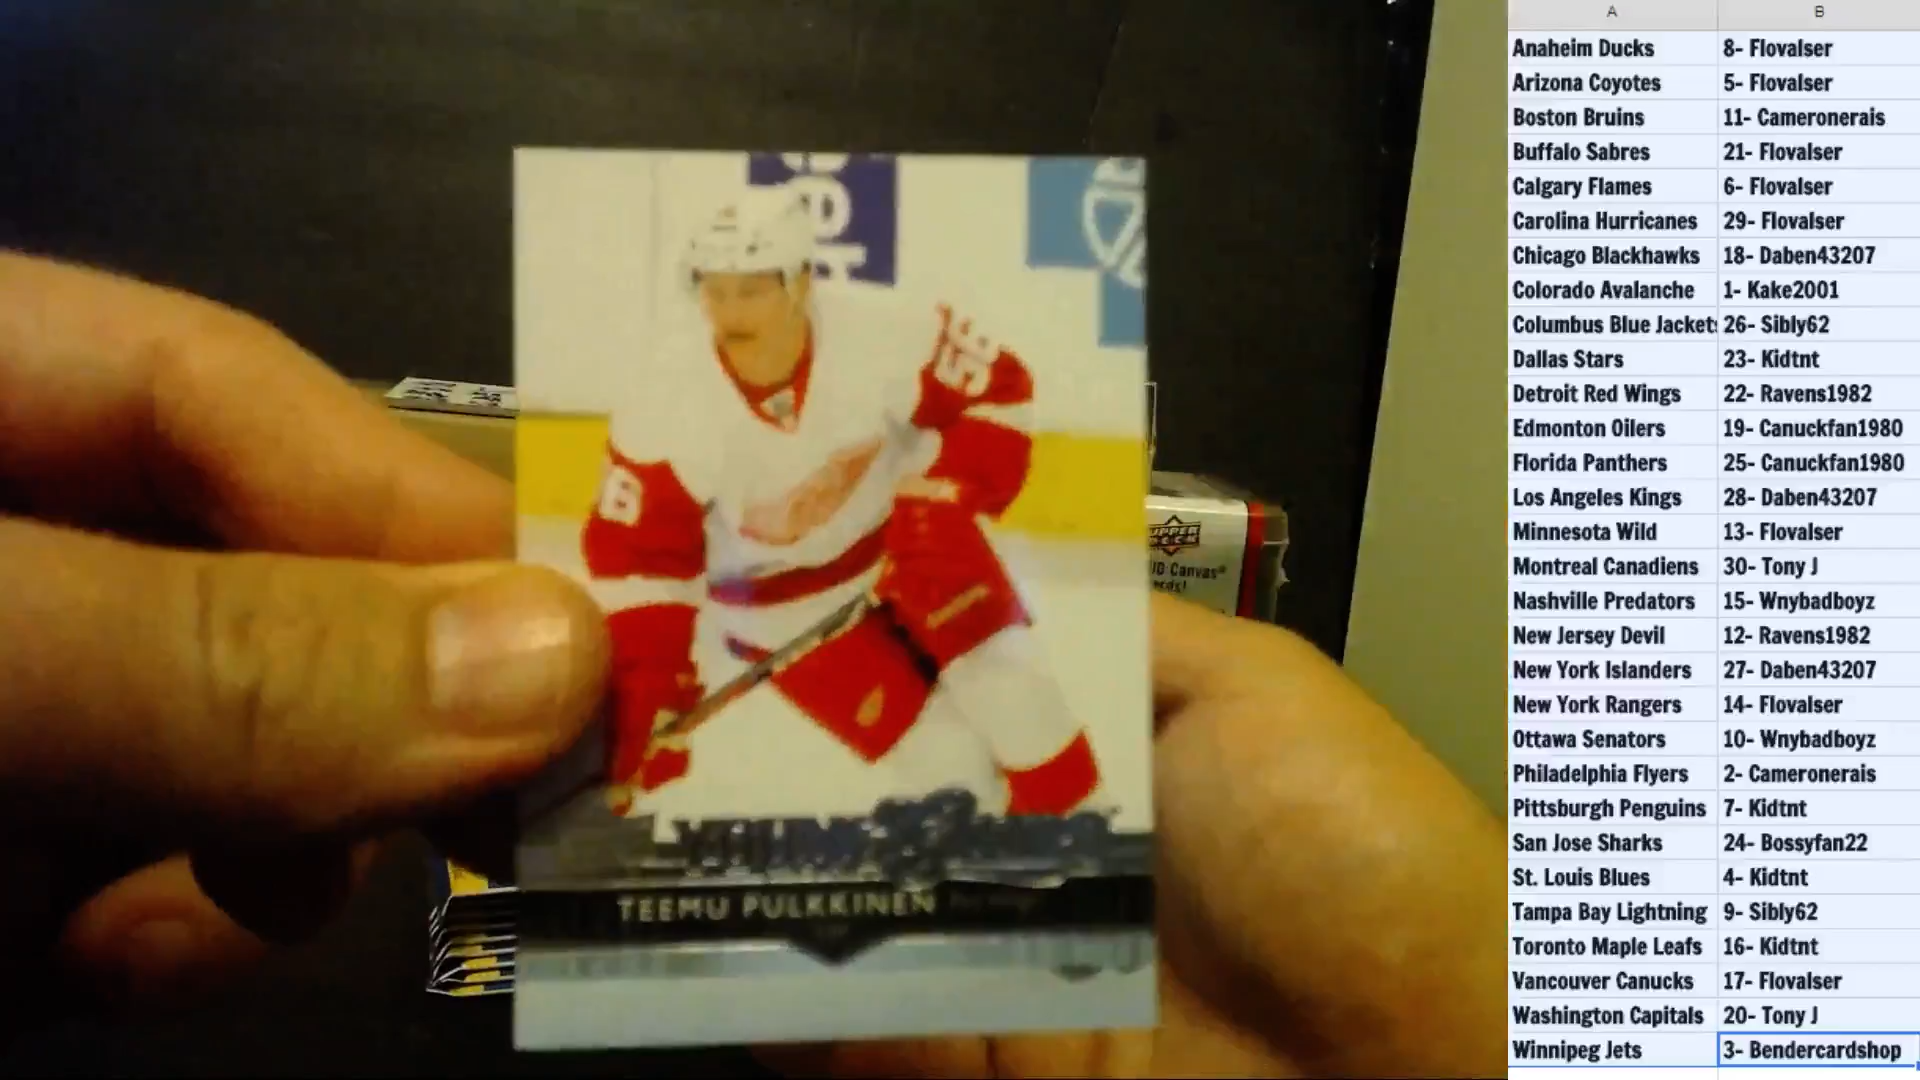 A B
Anaheim Ducks 8- Flovalser
Arizona Coyotes 5- Flovalser
Boston Bruins 11- Cameronerais
Buffalo Sabres 21- Flovalser
Calgary Flames 6- Flovalser
Carolina Hurricanes 29- Flovalser
Chicago Blackhawks 18- Daben43207
Colorado Avalanche 1- Kake2001
Columbus Blue Jackets 26- Sibly62
Dallas Stars 23- Kidtnt
Detroit Red Wings 22- Ravens1982
Edmonton Oilers 19- Canuckfan1980
Florida Panthers 25- Canuckfan1980
Los Angeles Kings 28- Daben43207
Minnesota Wild 13- Flovalser
Montreal Canadiens 30- Tony J
Nashville Predators 15- Wnybadboyz
New Jersey Devil 12- Ravens1982
New York Islanders 27- Daben43207
New York Rangers 14- Flovalser
Ottawa Senators 10- Wnybadboyz
Philadelphia Flyers 2- Cameronerais
Pittsburgh Penguins 7- Kidtnt
San Jose Sharks 24- Bossyfan22
St. Louis Blues 4- Kidtnt
Tampa Bay Lightning 9- Sibly62
Toronto Maple Leafs 16- Kidtnt
Vancouver Canucks 17- Flovalser
Washington Capitals 20- Tony J
Winnipeg Jets 3- Bendercardshop
56
TEEMU PULKKINEN
UPPER DECK
Canvas